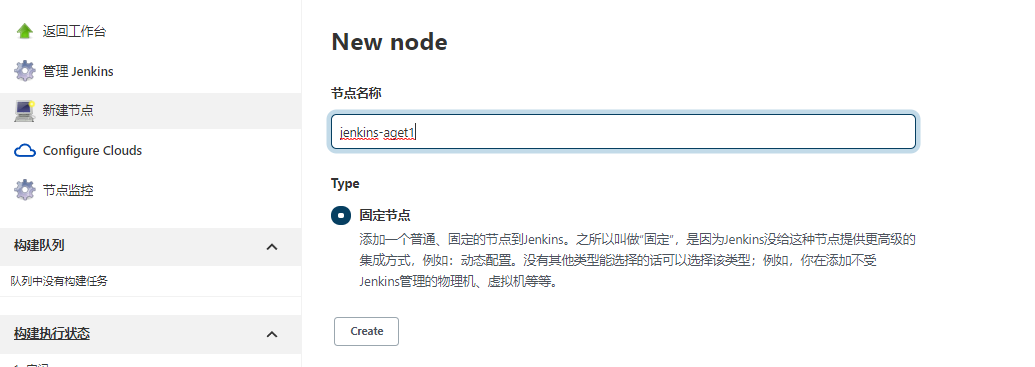 返回工作台
管理 Jenkins
新建节点
Configure Clouds
节点监控
构建队列
队列中没有构建任务
构建执行状态
New node
节点名称
jenkins-aget1
Type
固定节点
添加一个普通、固定的节点到Jenkins。之所以叫做“固定”，是因为Jenkins没给这种节点提供更高级的
集成方式，例如：动态配置。没有其他类型能选择的话可以选择该类型；例如，你在添加不受
Jenkins管理的物理机、虚拟机等等。
Create